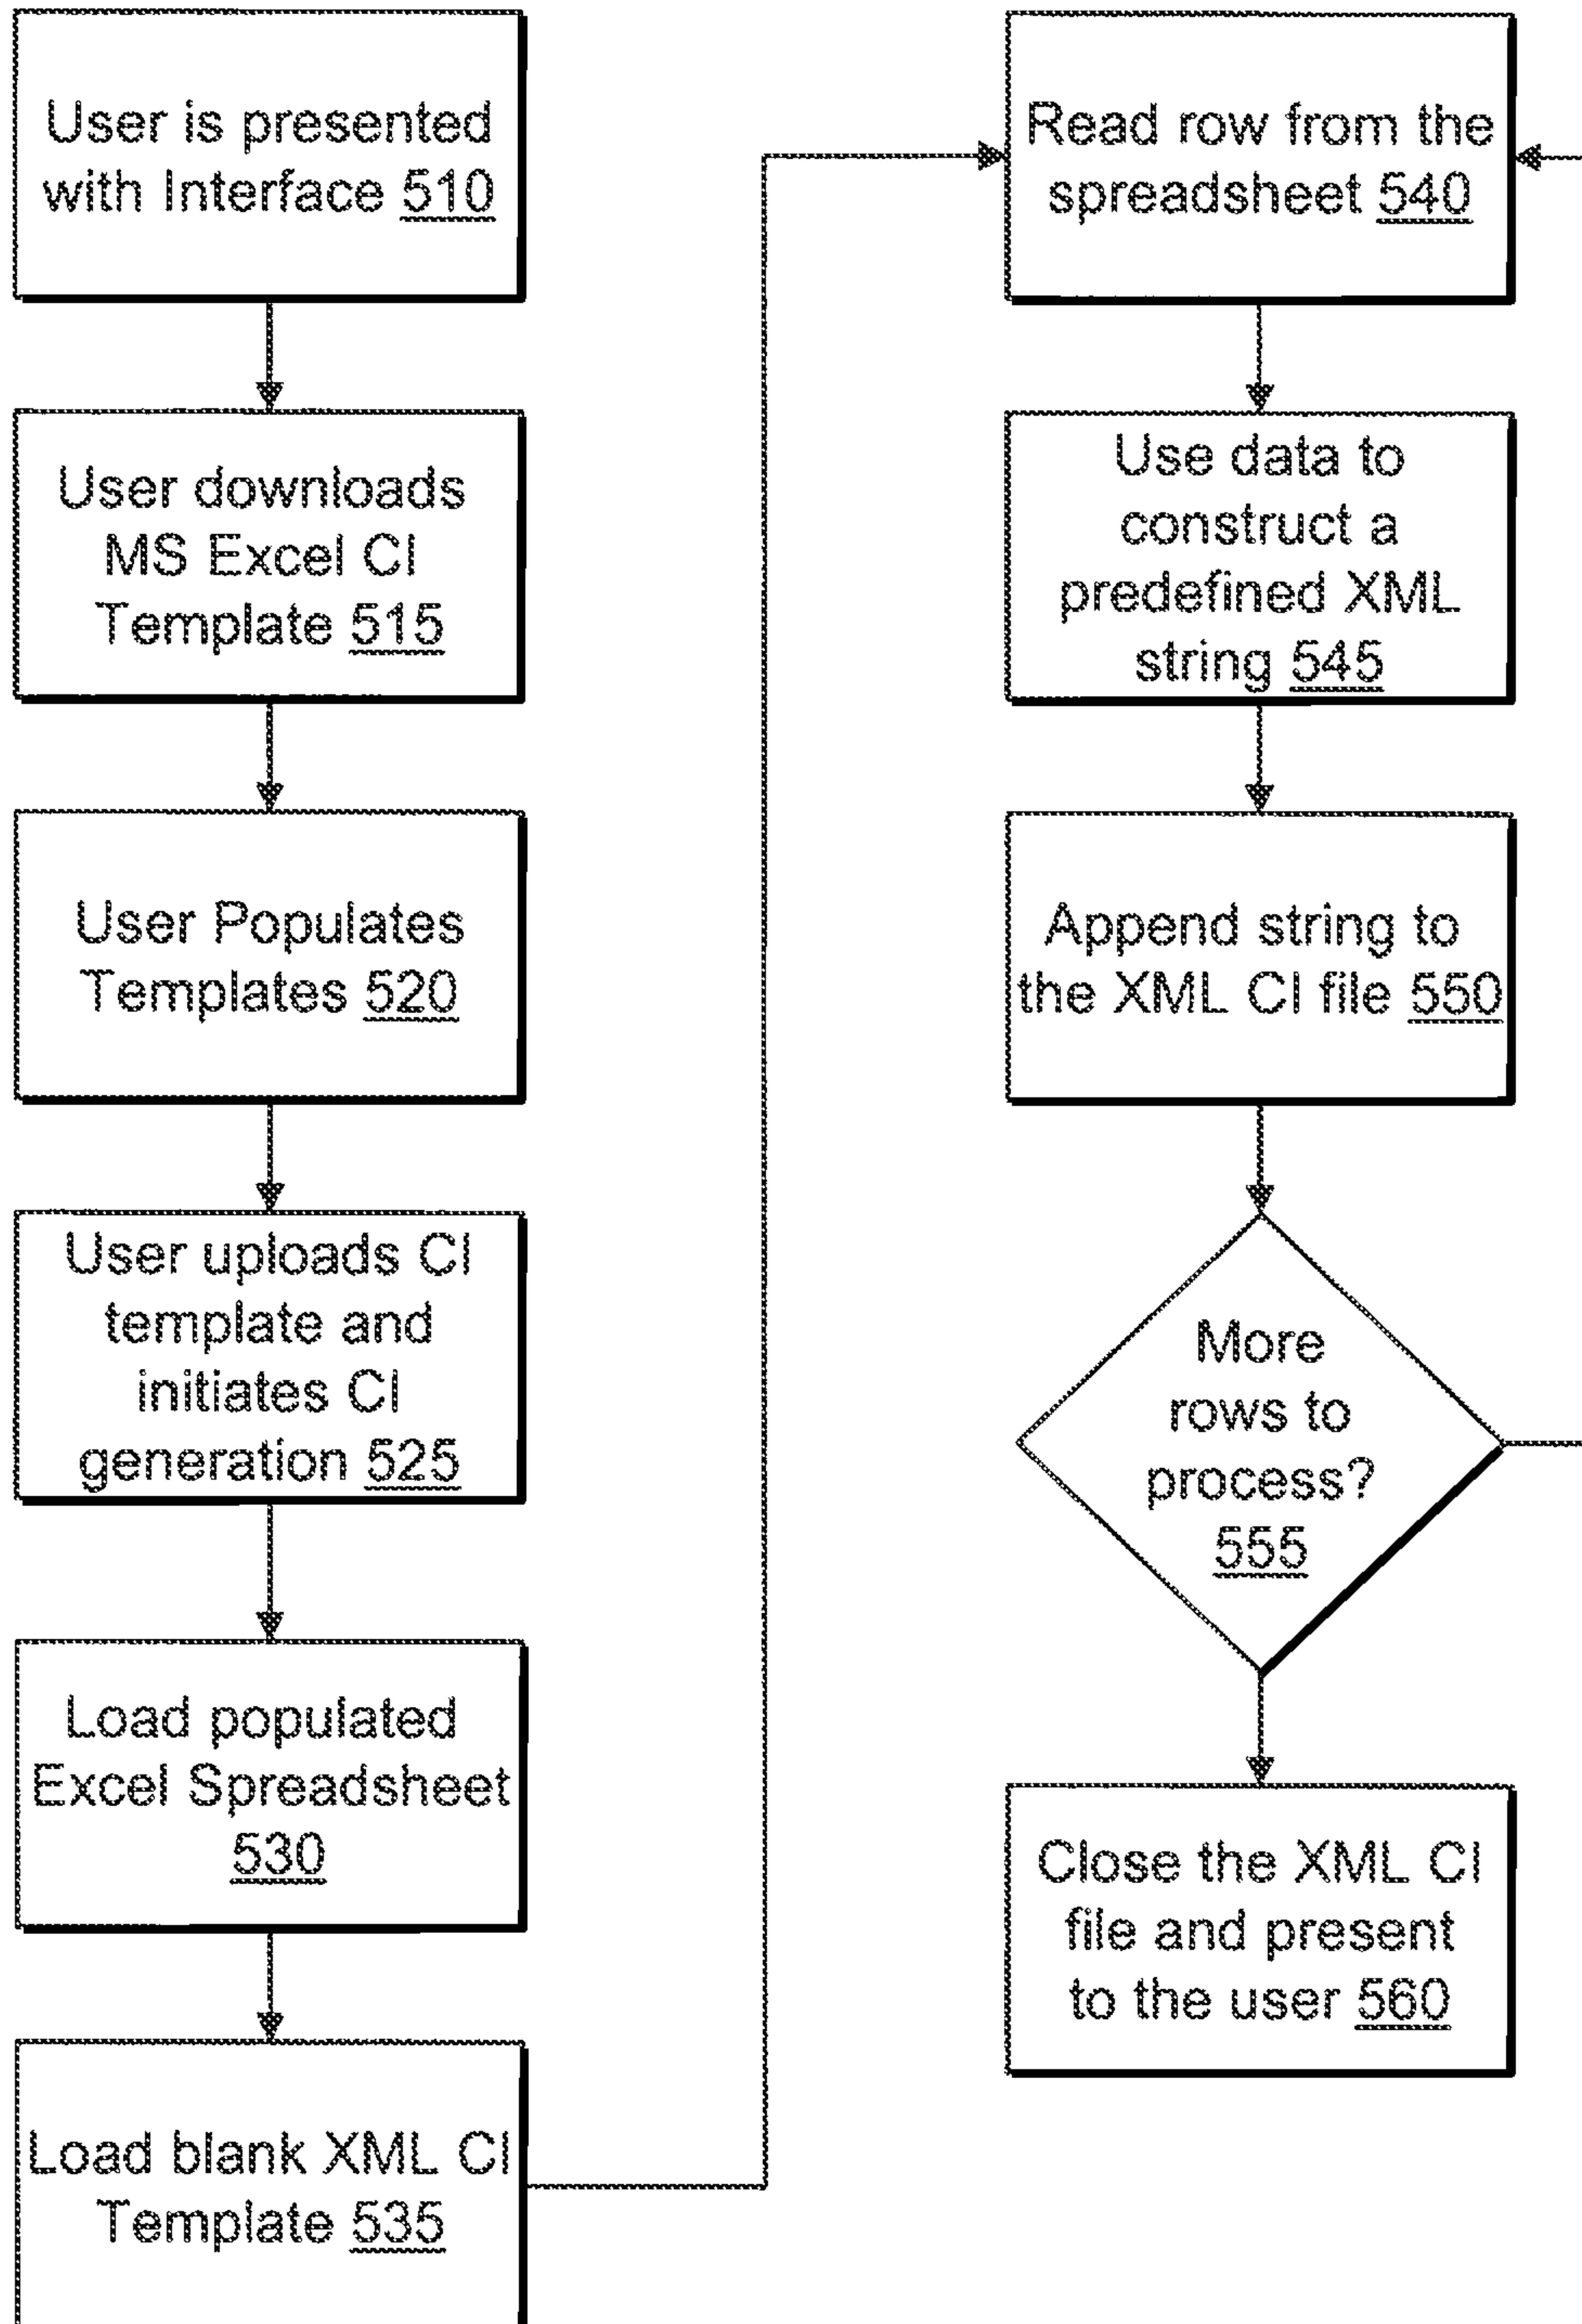 User is presented
with Interface 510
User downloads
MS Excel CI
Template 515
User Populates
Templates 520
User uploads CI
template and
initiates CI
generation 525
Load populated
Excel Spreadsheet
530
Load blank XML CI
Template 535
Read row from the
spreadsheet 540
Use data to
construct a
predefined XML
string 545
Append string to
the XML CI file 550
More
rows to
process?
555
Close the XML CI
file and present
to the user 560